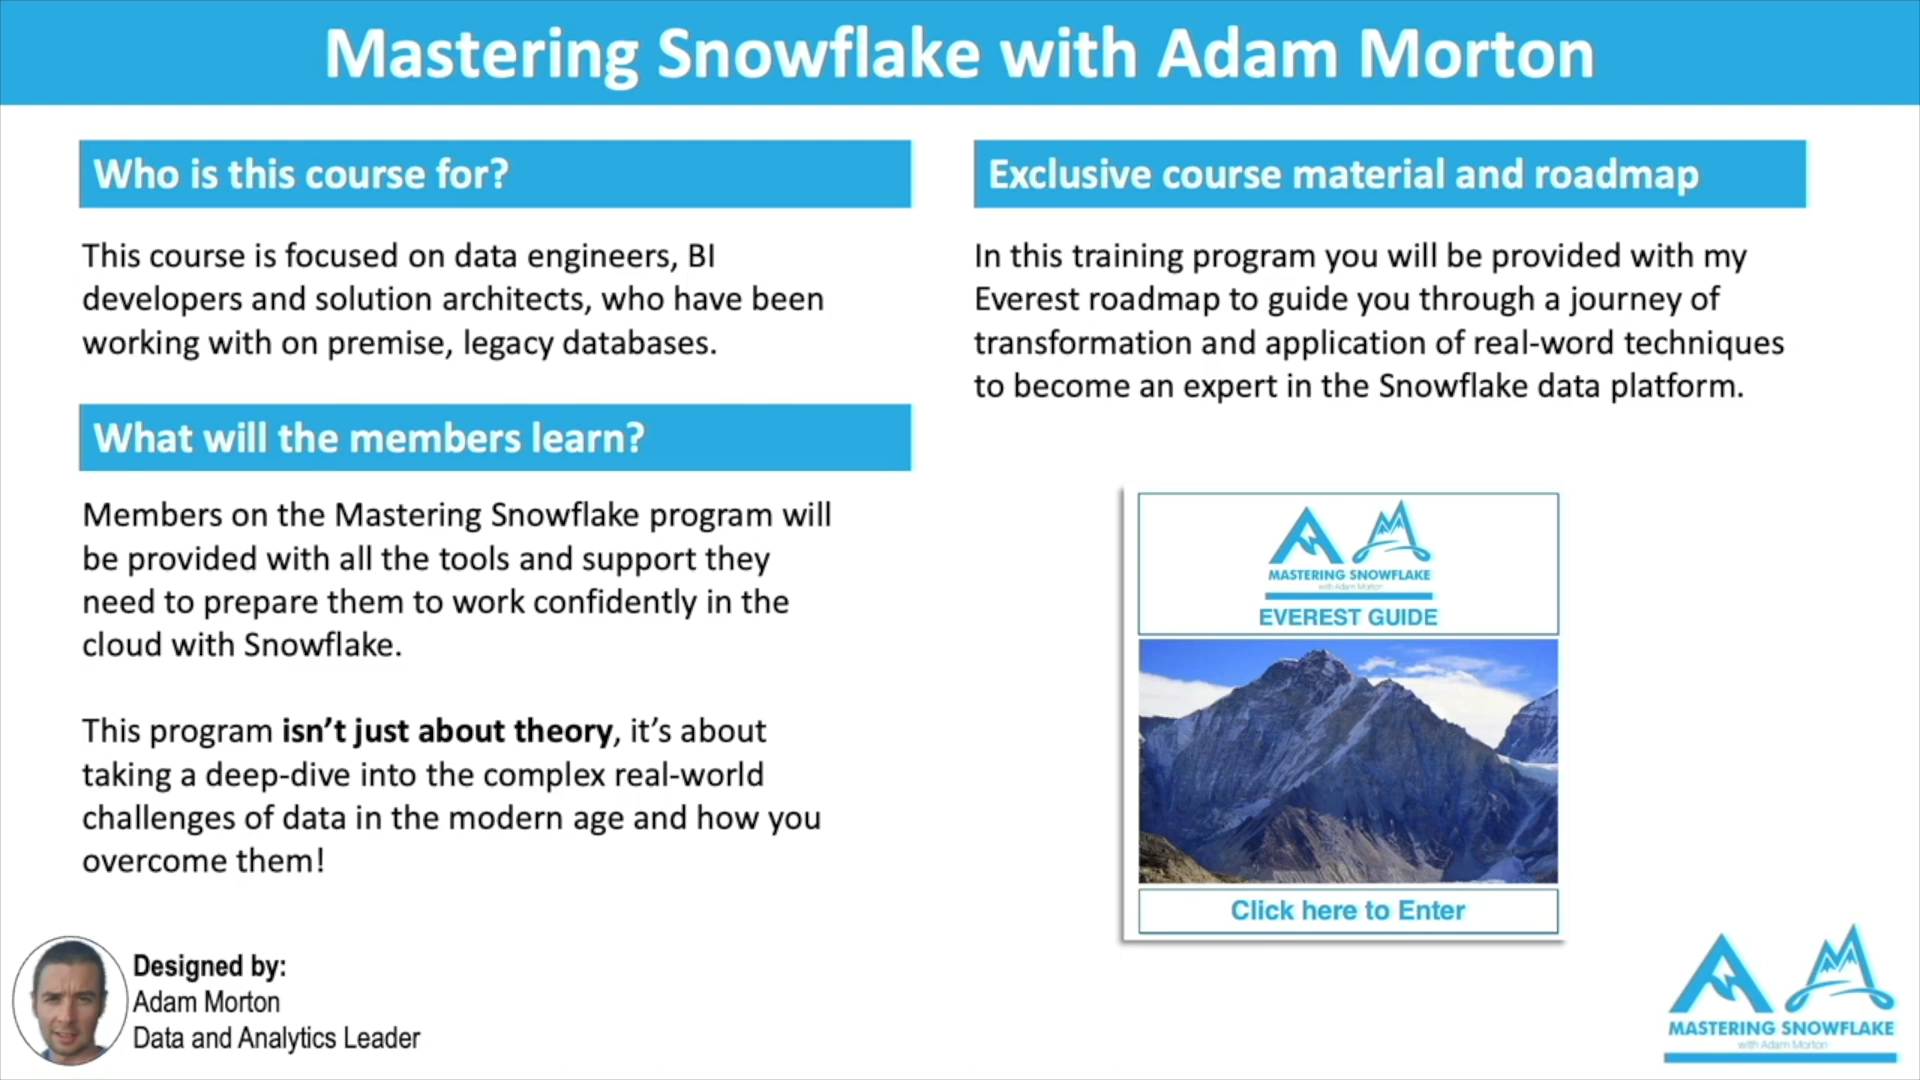 Mastering Snowflake with Adam Morton
Who is this course for?
This course is focused on data engineers, BI
developers and solution architects, who have been
working with on premise, legacy databases.
What will the members learn?
Members on the Mastering Snowflake program will
be provided with all the tools and support they
need to prepare them to work confidently in the
cloud with Snowflake.
This program isn't just about theory, it's about
taking a deep-dive into the complex real-world
challenges of data in the modern age and how you
overcome them!
Exclusive course material and roadmap
In this training program you will be provided with my
Everest roadmap to guide you through a journey of
transformation and application of real-word techniques
to become an expert in the Snowflake data platform.
MASTERING SNOWFLAKE
with Adam Morton
EVEREST GUIDE
Click here to Enter
Designed by:
Adam Morton
Data and Analytics Leader
MASTERING SNOWFLAKE
with Adam Morton